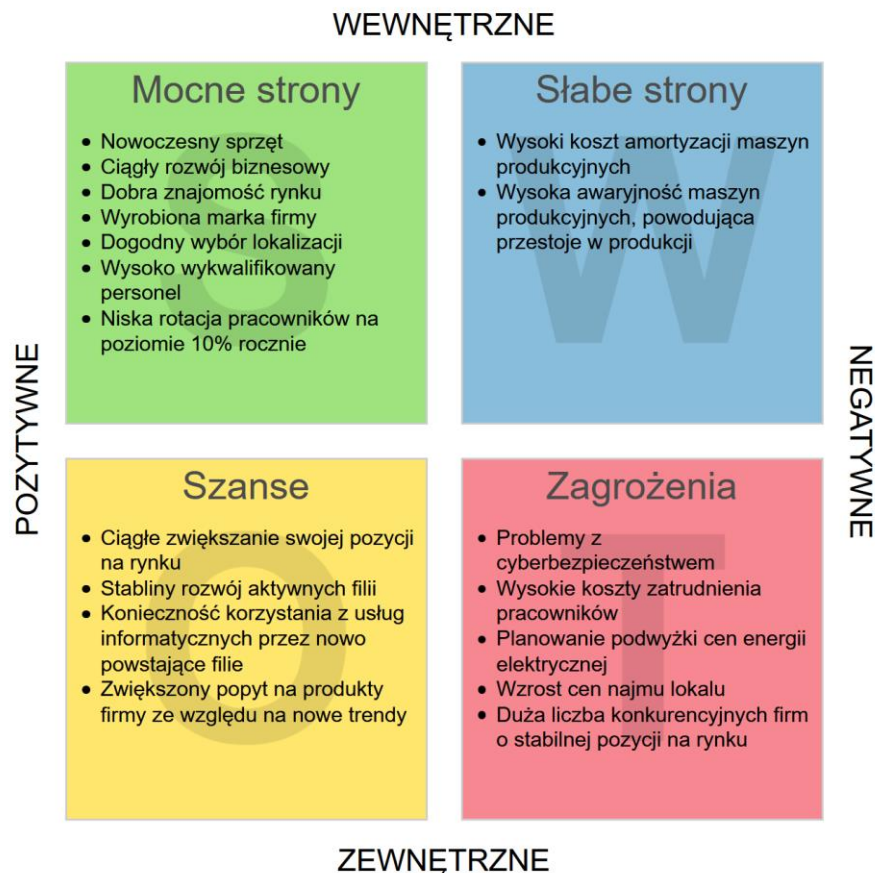 WEWNĘTRZNE
Mocne strony
S
• Nowoczesny sprzęt
• Ciągły rozwój biznesowy
• Dobra znajomość rynku
• Wyrobiona marka firmy
• Dogodny wybór lokalizacji
• Wysoko wykwalifikowany
personel
• Niska rotacja pracowników na
poziomie 10% rocznie
Słabe strony
W
• Wysoki koszt amortyzacji maszyn
produkcyjnych
• Wysoka awaryjność maszyn
produkcyjnych, powodująca
przestoje w produkcji
POZYTYWNE
NEGATYWNE
Szanse
O
• Ciągłe zwiększanie swojej pozycji
na rynku
• Stabliny rozwój aktywnych filii
• Konieczność korzystania z usług
informatycznych przez nowo
powstające filie
• Zwiększony popyt na produkty
firmy ze względu na nowe trendy
Zagrożenia
T
• Problemy z
cyberbezpieczeństwem
• Wysokie koszty zatrudnienia
pracowników
• Planowanie podwyżki cen energii
elektrycznej
• Wzrost cen najmu lokalu
• Duża liczba konkurencyjnych firm
o stabilnej pozycji na rynku
ZEWNĘTRZNE